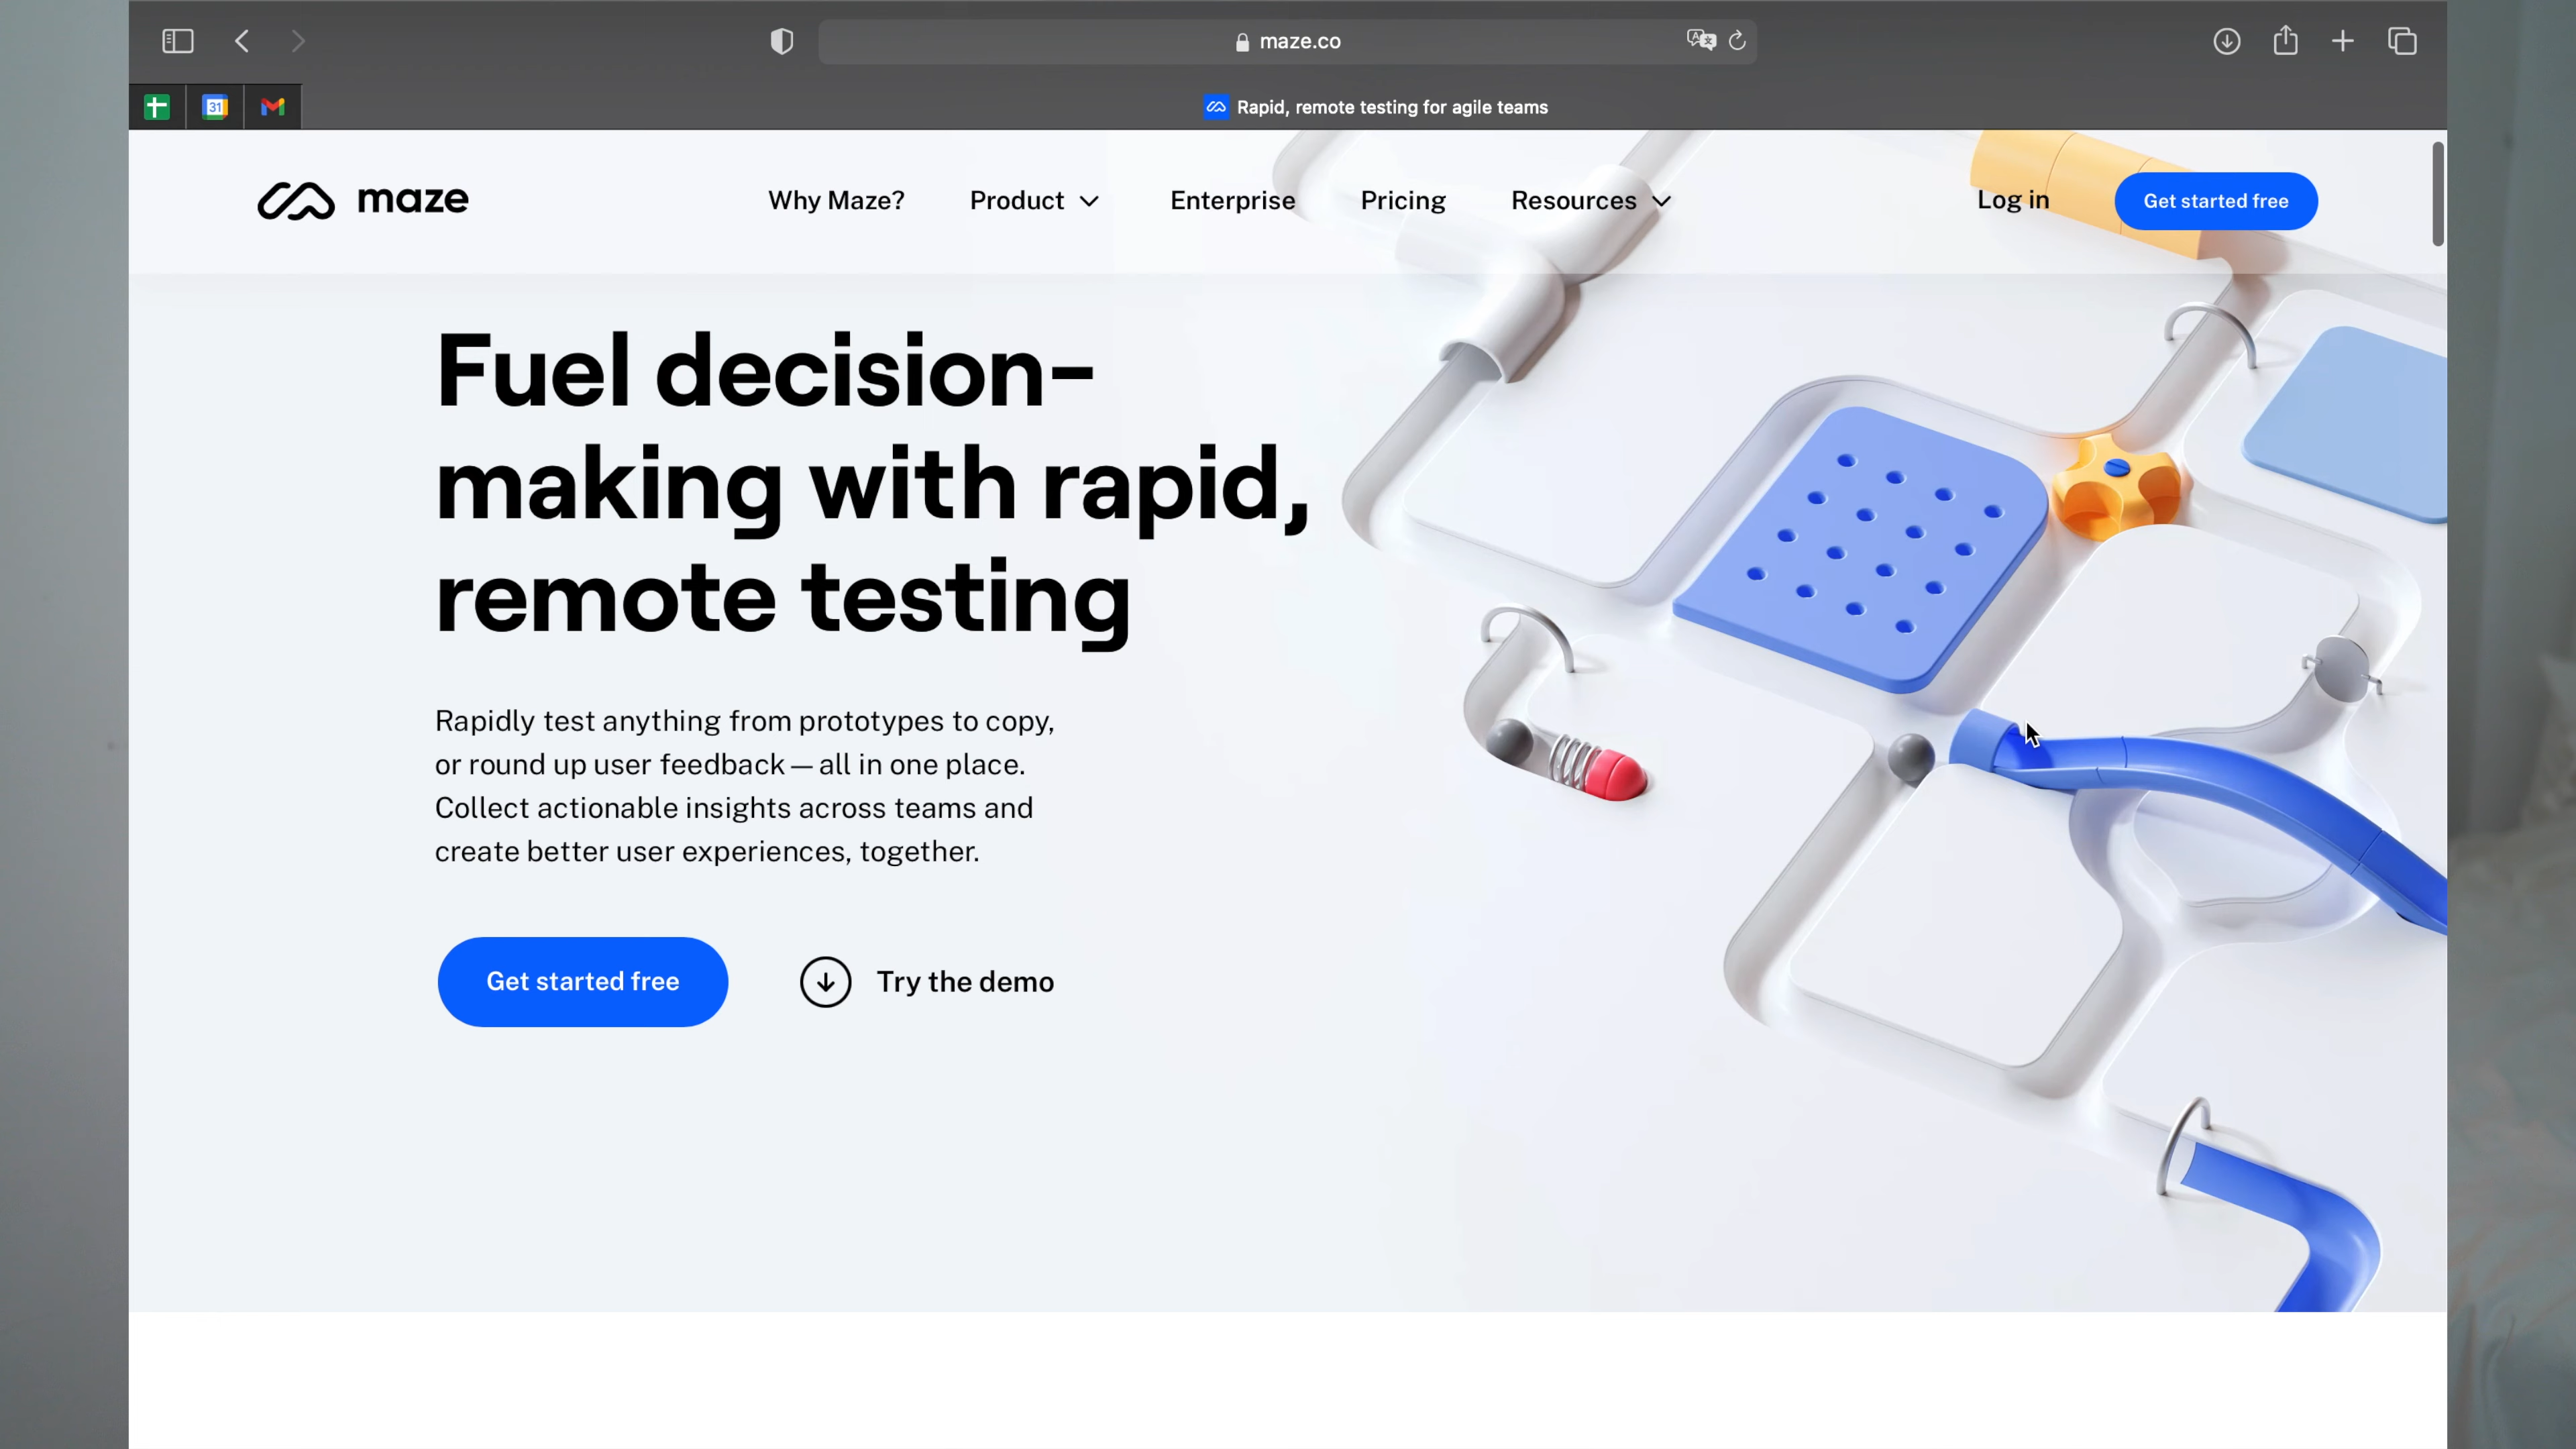 maze.co
31
Rapid, remote testing for agile teams
maze
Why Maze?
Product
Enterprise
Pricing
Resources
Log in
Get started free
Fuel decision-
making with rapid,
remote testing
Rapidly test anything from prototypes to copy,
or round up user feedback — all in one place.
Collect actionable insights across teams and
create better user experiences, together.
Get started free
Try the demo